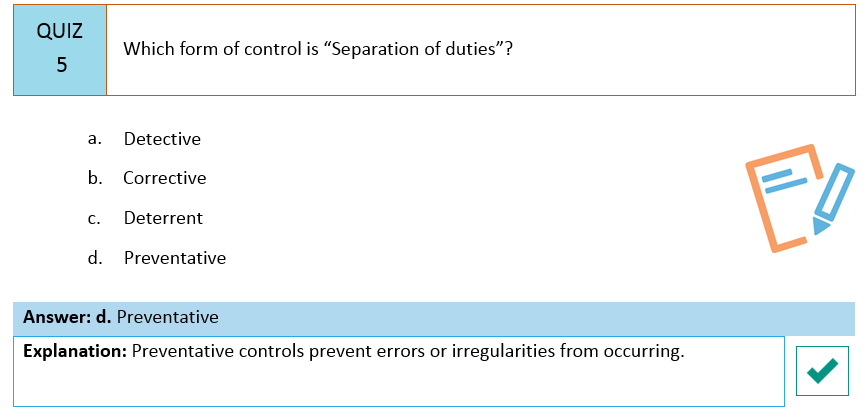 QUIZ
5
Which form of control is “Separation of duties”?
a. Detective
b. Corrective
c. Deterrent
d. Preventative
Answer: d. Preventative
Explanation: Preventative controls prevent errors or irregularities from occurring.